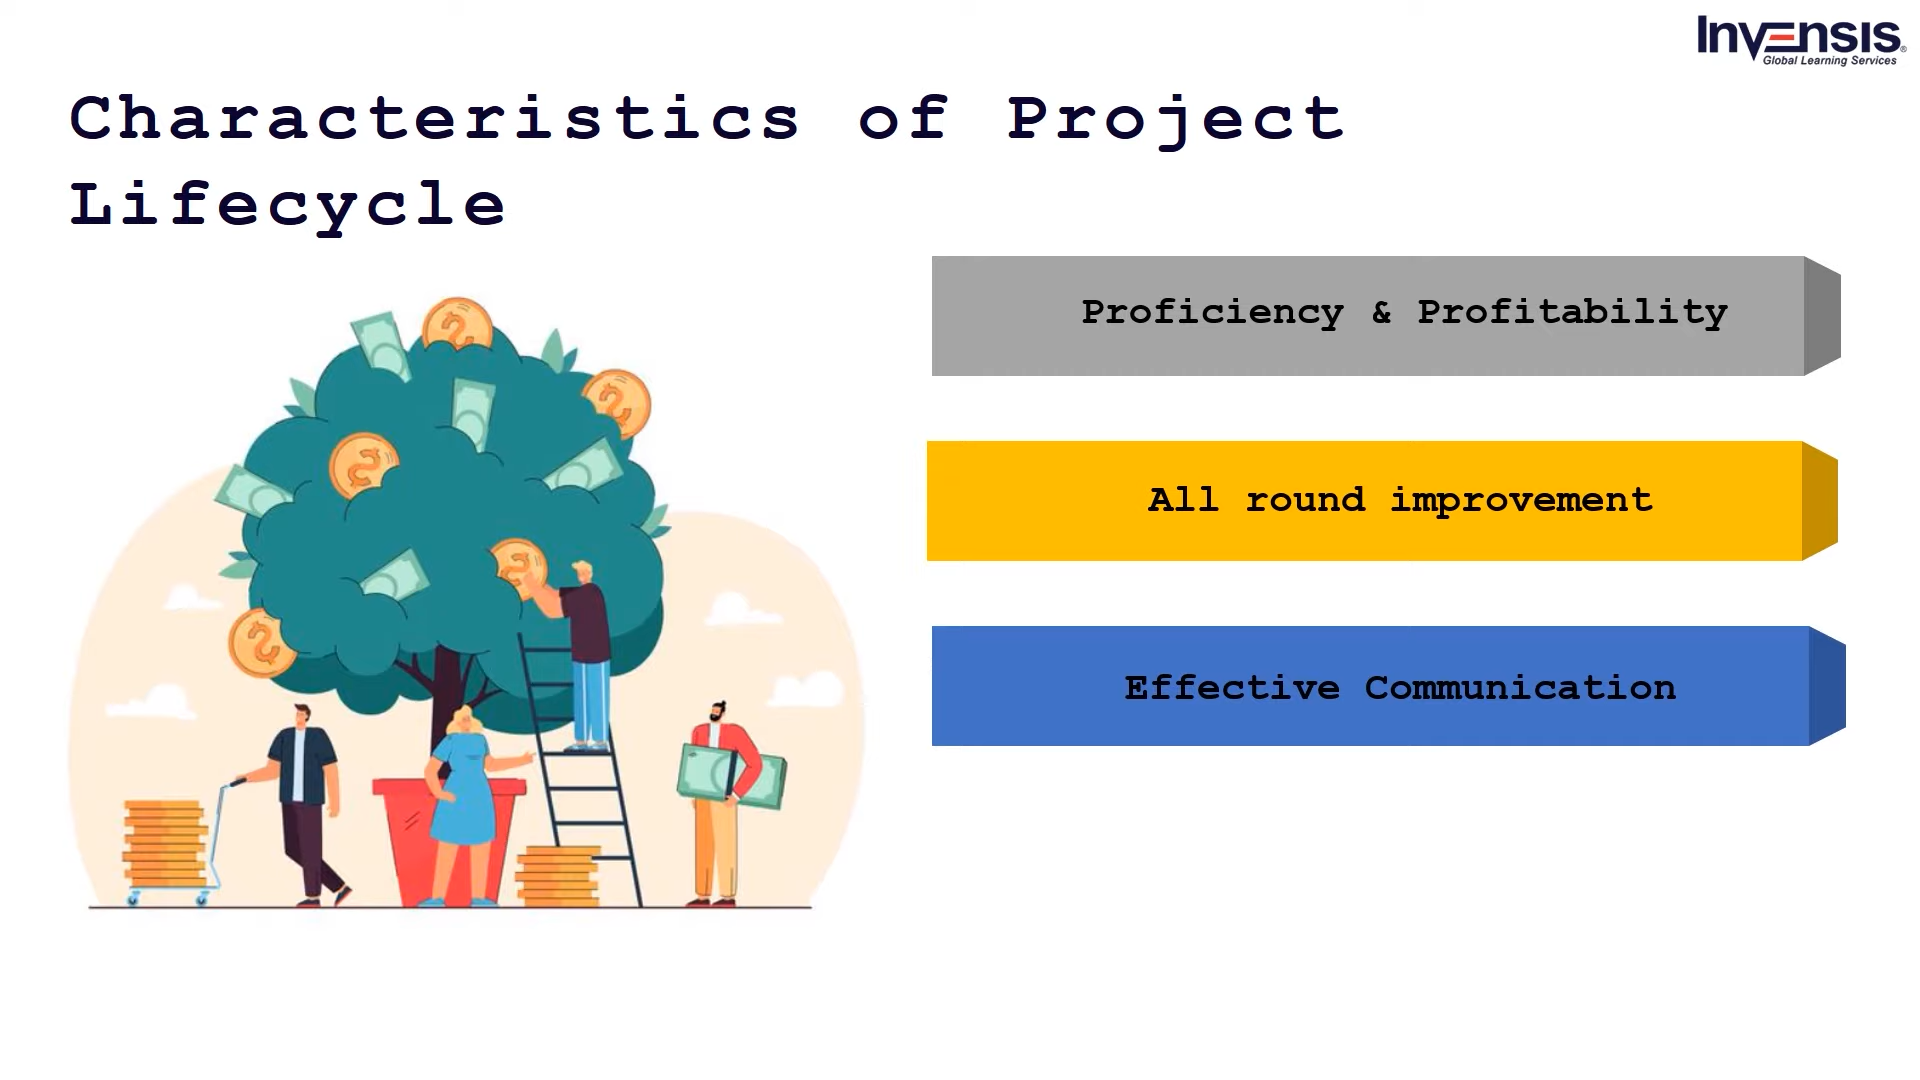 Invensis
Global Learning Services
Characteristics of Project
Lifecycle
Proficiency & Profitability
All round improvement
Effective Communication